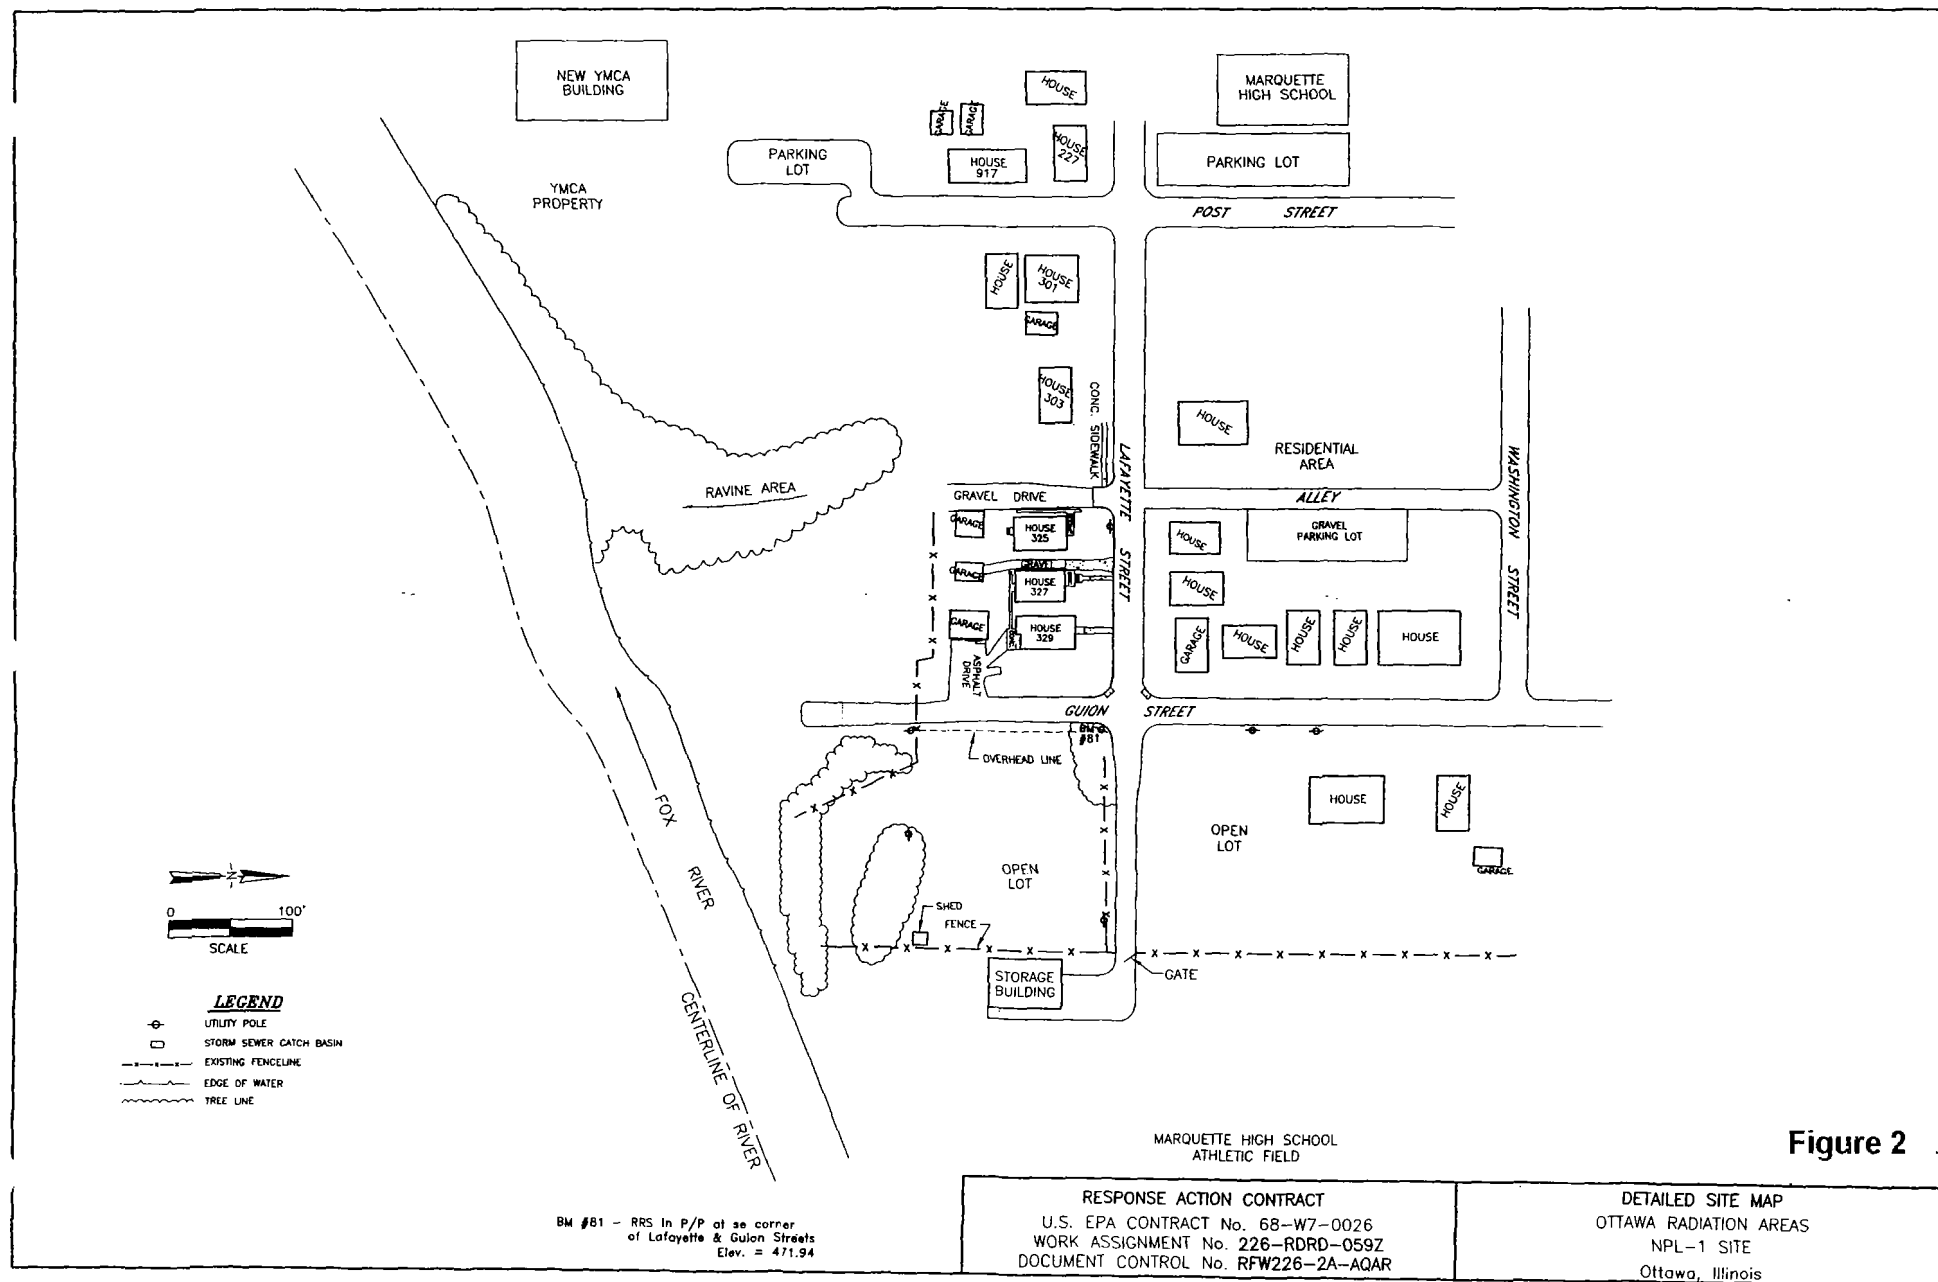 NEW YMCA
BUILDING
HOUSE
MARQUETTE
HIGH SCHOOL
GARAGE
GARAGE
HOUSE
227
PARKING
LOT
HOUSE
917
PARKING LOT
YMCA
PROPERTY
POST STREET
HOUSE
HOUSE
301
GARAGE
HOUSE
303
CONC. SIDEWALK
HOUSE
LAFAYETTE STREET
RESIDENTIAL
AREA
WASHINGTON STREET
RAVINE AREA
GRAVEL DRIVE
ALLEY
GARAGE
HOUSE
325
HOUSE
GRAVEL
PARKING LOT
GRAVEL
GARAGE
HOUSE
327
HOUSE
GARAGE
HOUSE
329
GARAGE
HOUSE
HOUSE
HOUSE
HOUSE
ASPHALT
DRIVE
GUION STREET
BM
#81
OVERHEAD LINE
FOX RIVER
HOUSE
HOUSE
OPEN
LOT
OPEN
LOT
GARAGE
N
0 100'
SCALE
SHED
FENCE
GATE
STORAGE
BUILDING
CENTERLINE OF RIVER
LEGEND
UTILITY POLE
STORM SEWER CATCH BASIN
EXISTING FENCELINE
EDGE OF WATER
TREE LINE
MARQUETTE HIGH SCHOOL
ATHLETIC FIELD
Figure 2
BM #81 - RRS In P/P at se corner
of Lafayette & Guion Streets
Elev. = 471.94
RESPONSE ACTION CONTRACT
U.S. EPA CONTRACT No. 68-W7-0026
WORK ASSIGNMENT No. 226-RDRD-059Z
DOCUMENT CONTROL No. RFW226-2A-AQAR
DETAILED SITE MAP
OTTAWA RADIATION AREAS
NPL-1 SITE
Ottawa, Illinois